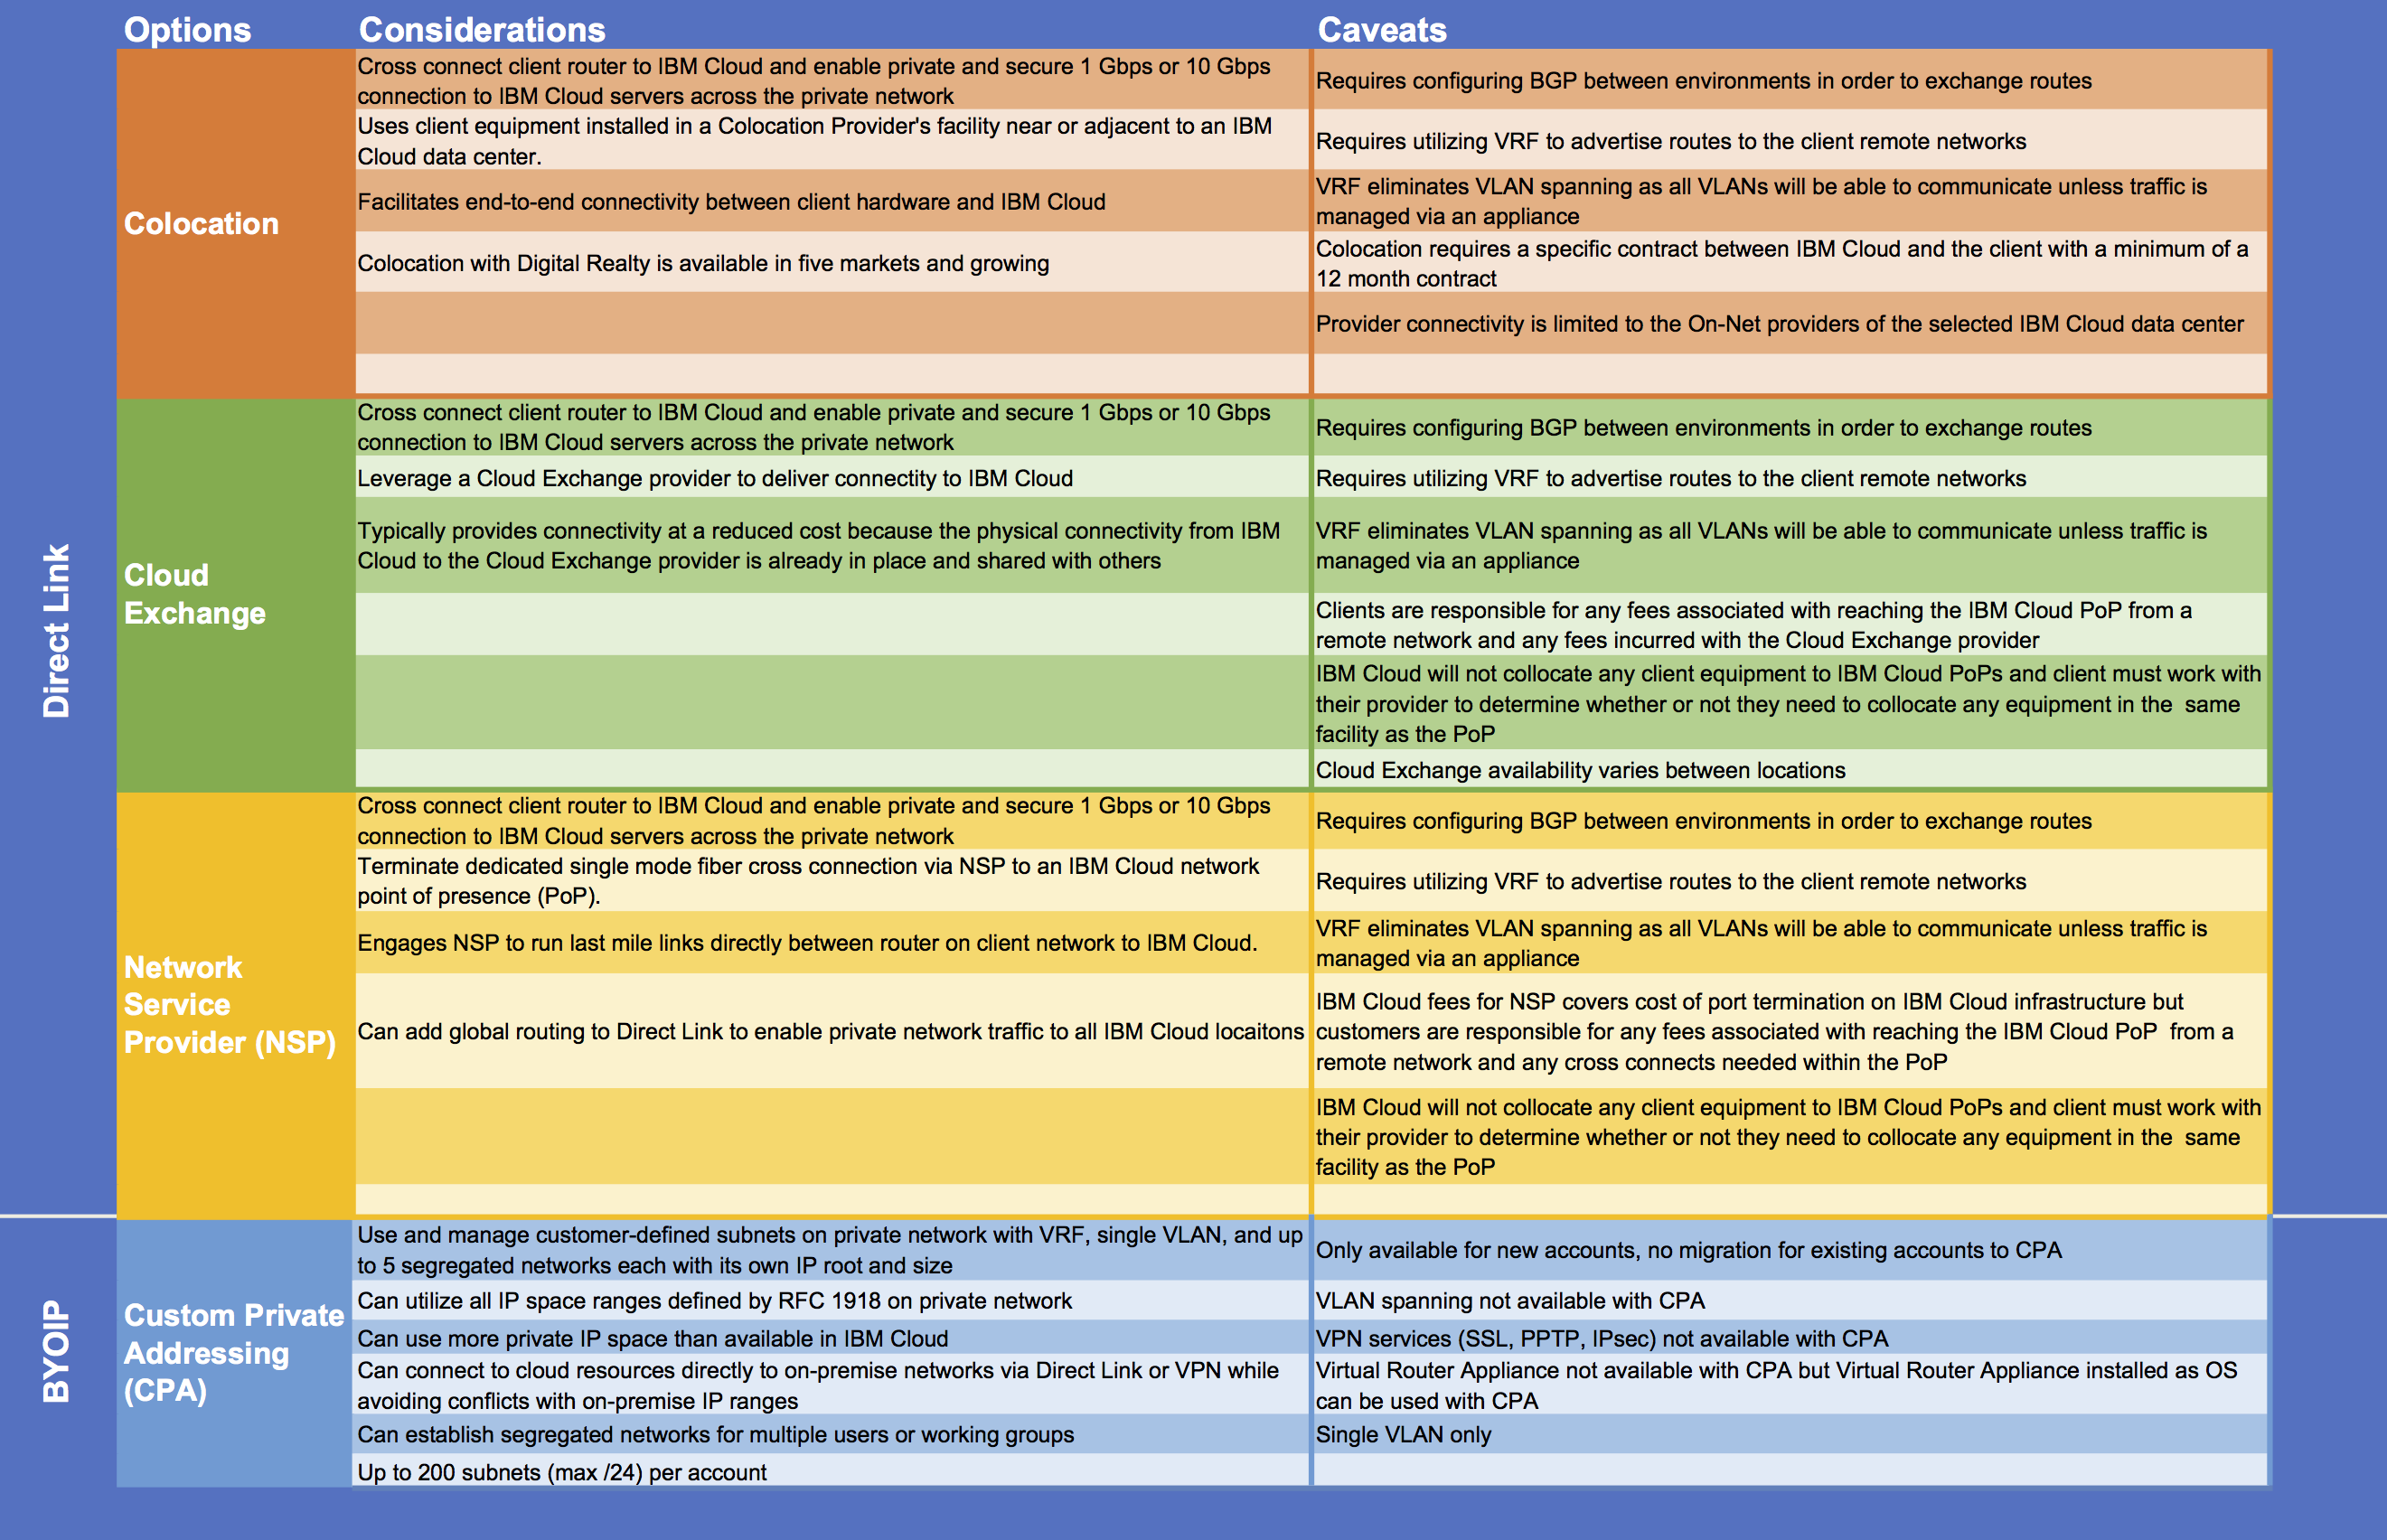 Options Considerations Caveats
Direct Link
Colocation
Cross connect client router to IBM Cloud and enable private and secure 1 Gbps or 10 Gbps
connection to IBM Cloud servers across the private network
Requires configuring BGP between environments in order to exchange routes
Uses client equipment installed in a Colocation Provider's facility near or adjacent to an IBM
Cloud data center.
Requires utilizing VRF to advertise routes to the client remote networks
Facilitates end-to-end connectivity between client hardware and IBM Cloud
VRF eliminates VLAN spanning as all VLANs will be able to communicate unless traffic is
managed via an appliance
Colocation with Digital Realty is available in five markets and growing
Colocation requires a specific contract between IBM Cloud and the client with a minimum of a
12 month contract
Provider connectivity is limited to the On-Net providers of the selected IBM Cloud data center
Cloud
Exchange
Cross connect client router to IBM Cloud and enable private and secure 1 Gbps or 10 Gbps
connection to IBM Cloud servers across the private network
Requires configuring BGP between environments in order to exchange routes
Leverage a Cloud Exchange provider to deliver connectity to IBM Cloud
Requires utilizing VRF to advertise routes to the client remote networks
Typically provides connectivity at a reduced cost because the physical connectivity from IBM
Cloud to the Cloud Exchange provider is already in place and shared with others
VRF eliminates VLAN spanning as all VLANs will be able to communicate unless traffic is
managed via an appliance
Clients are responsible for any fees associated with reaching the IBM Cloud PoP from a
remote network and any fees incurred with the Cloud Exchange provider
IBM Cloud will not collocate any client equipment to IBM Cloud PoPs and client must work with
their provider to determine whether or not they need to collocate any equipment in the  same
facility as the PoP
Cloud Exchange availability varies between locations
Network
Service
Provider (NSP)
Cross connect client router to IBM Cloud and enable private and secure 1 Gbps or 10 Gbps
connection to IBM Cloud servers across the private network
Requires configuring BGP between environments in order to exchange routes
Terminate dedicated single mode fiber cross connection via NSP to an IBM Cloud network
point of presence (PoP).
Requires utilizing VRF to advertise routes to the client remote networks
Engages NSP to run last mile links directly between router on client network to IBM Cloud.
VRF eliminates VLAN spanning as all VLANs will be able to communicate unless traffic is
managed via an appliance
Can add global routing to Direct Link to enable private network traffic to all IBM Cloud locaitons
IBM Cloud fees for NSP covers cost of port termination on IBM Cloud infrastructure but
customers are responsible for any fees associated with reaching the IBM Cloud PoP  from a
remote network and any cross connects needed within the PoP
IBM Cloud will not collocate any client equipment to IBM Cloud PoPs and client must work with
their provider to determine whether or not they need to collocate any equipment in the  same
facility as the PoP
BYOIP
Custom Private
Addressing
(CPA)
Use and manage customer-defined subnets on private network with VRF, single VLAN, and up
to 5 segregated networks each with its own IP root and size
Only available for new accounts, no migration for existing accounts to CPA
Can utilize all IP space ranges defined by RFC 1918 on private network
VLAN spanning not available with CPA
Can use more private IP space than available in IBM Cloud
VPN services (SSL, PPTP, IPsec) not available with CPA
Can connect to cloud resources directly to on-premise networks via Direct Link or VPN while
avoiding conflicts with on-premise IP ranges
Virtual Router Appliance not available with CPA but Virtual Router Appliance installed as OS
can be used with CPA
Can establish segregated networks for multiple users or working groups
Single VLAN only
Up to 200 subnets (max /24) per account